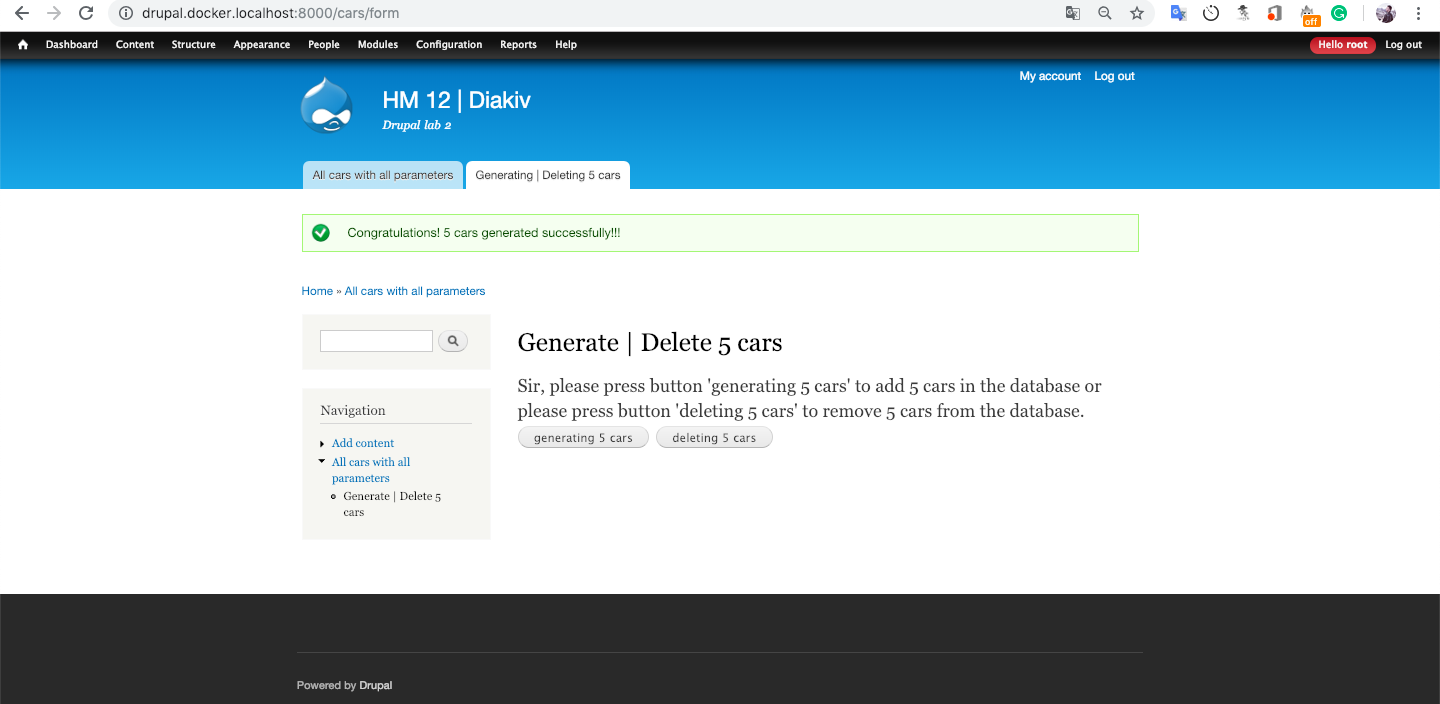 drupal.docker.localhost:8000/cars/form
off
Dashboard Content Structure Appearance People Modules Configuration Reports Help Hello root Log out
My account Log out
HM 12 | Diakiv
Drupal lab 2
All cars with all parameters Generating | Deleting 5 cars
Congratulations! 5 cars generated successfully!!!
Home » All cars with all parameters
Generate | Delete 5 cars
Sir, please press button 'generating 5 cars' to add 5 cars in the database or
please press button 'deleting 5 cars' to remove 5 cars from the database.
generating 5 cars deleting 5 cars
Navigation
Add content
All cars with all
parameters
Generate | Delete 5
cars
Powered by Drupal